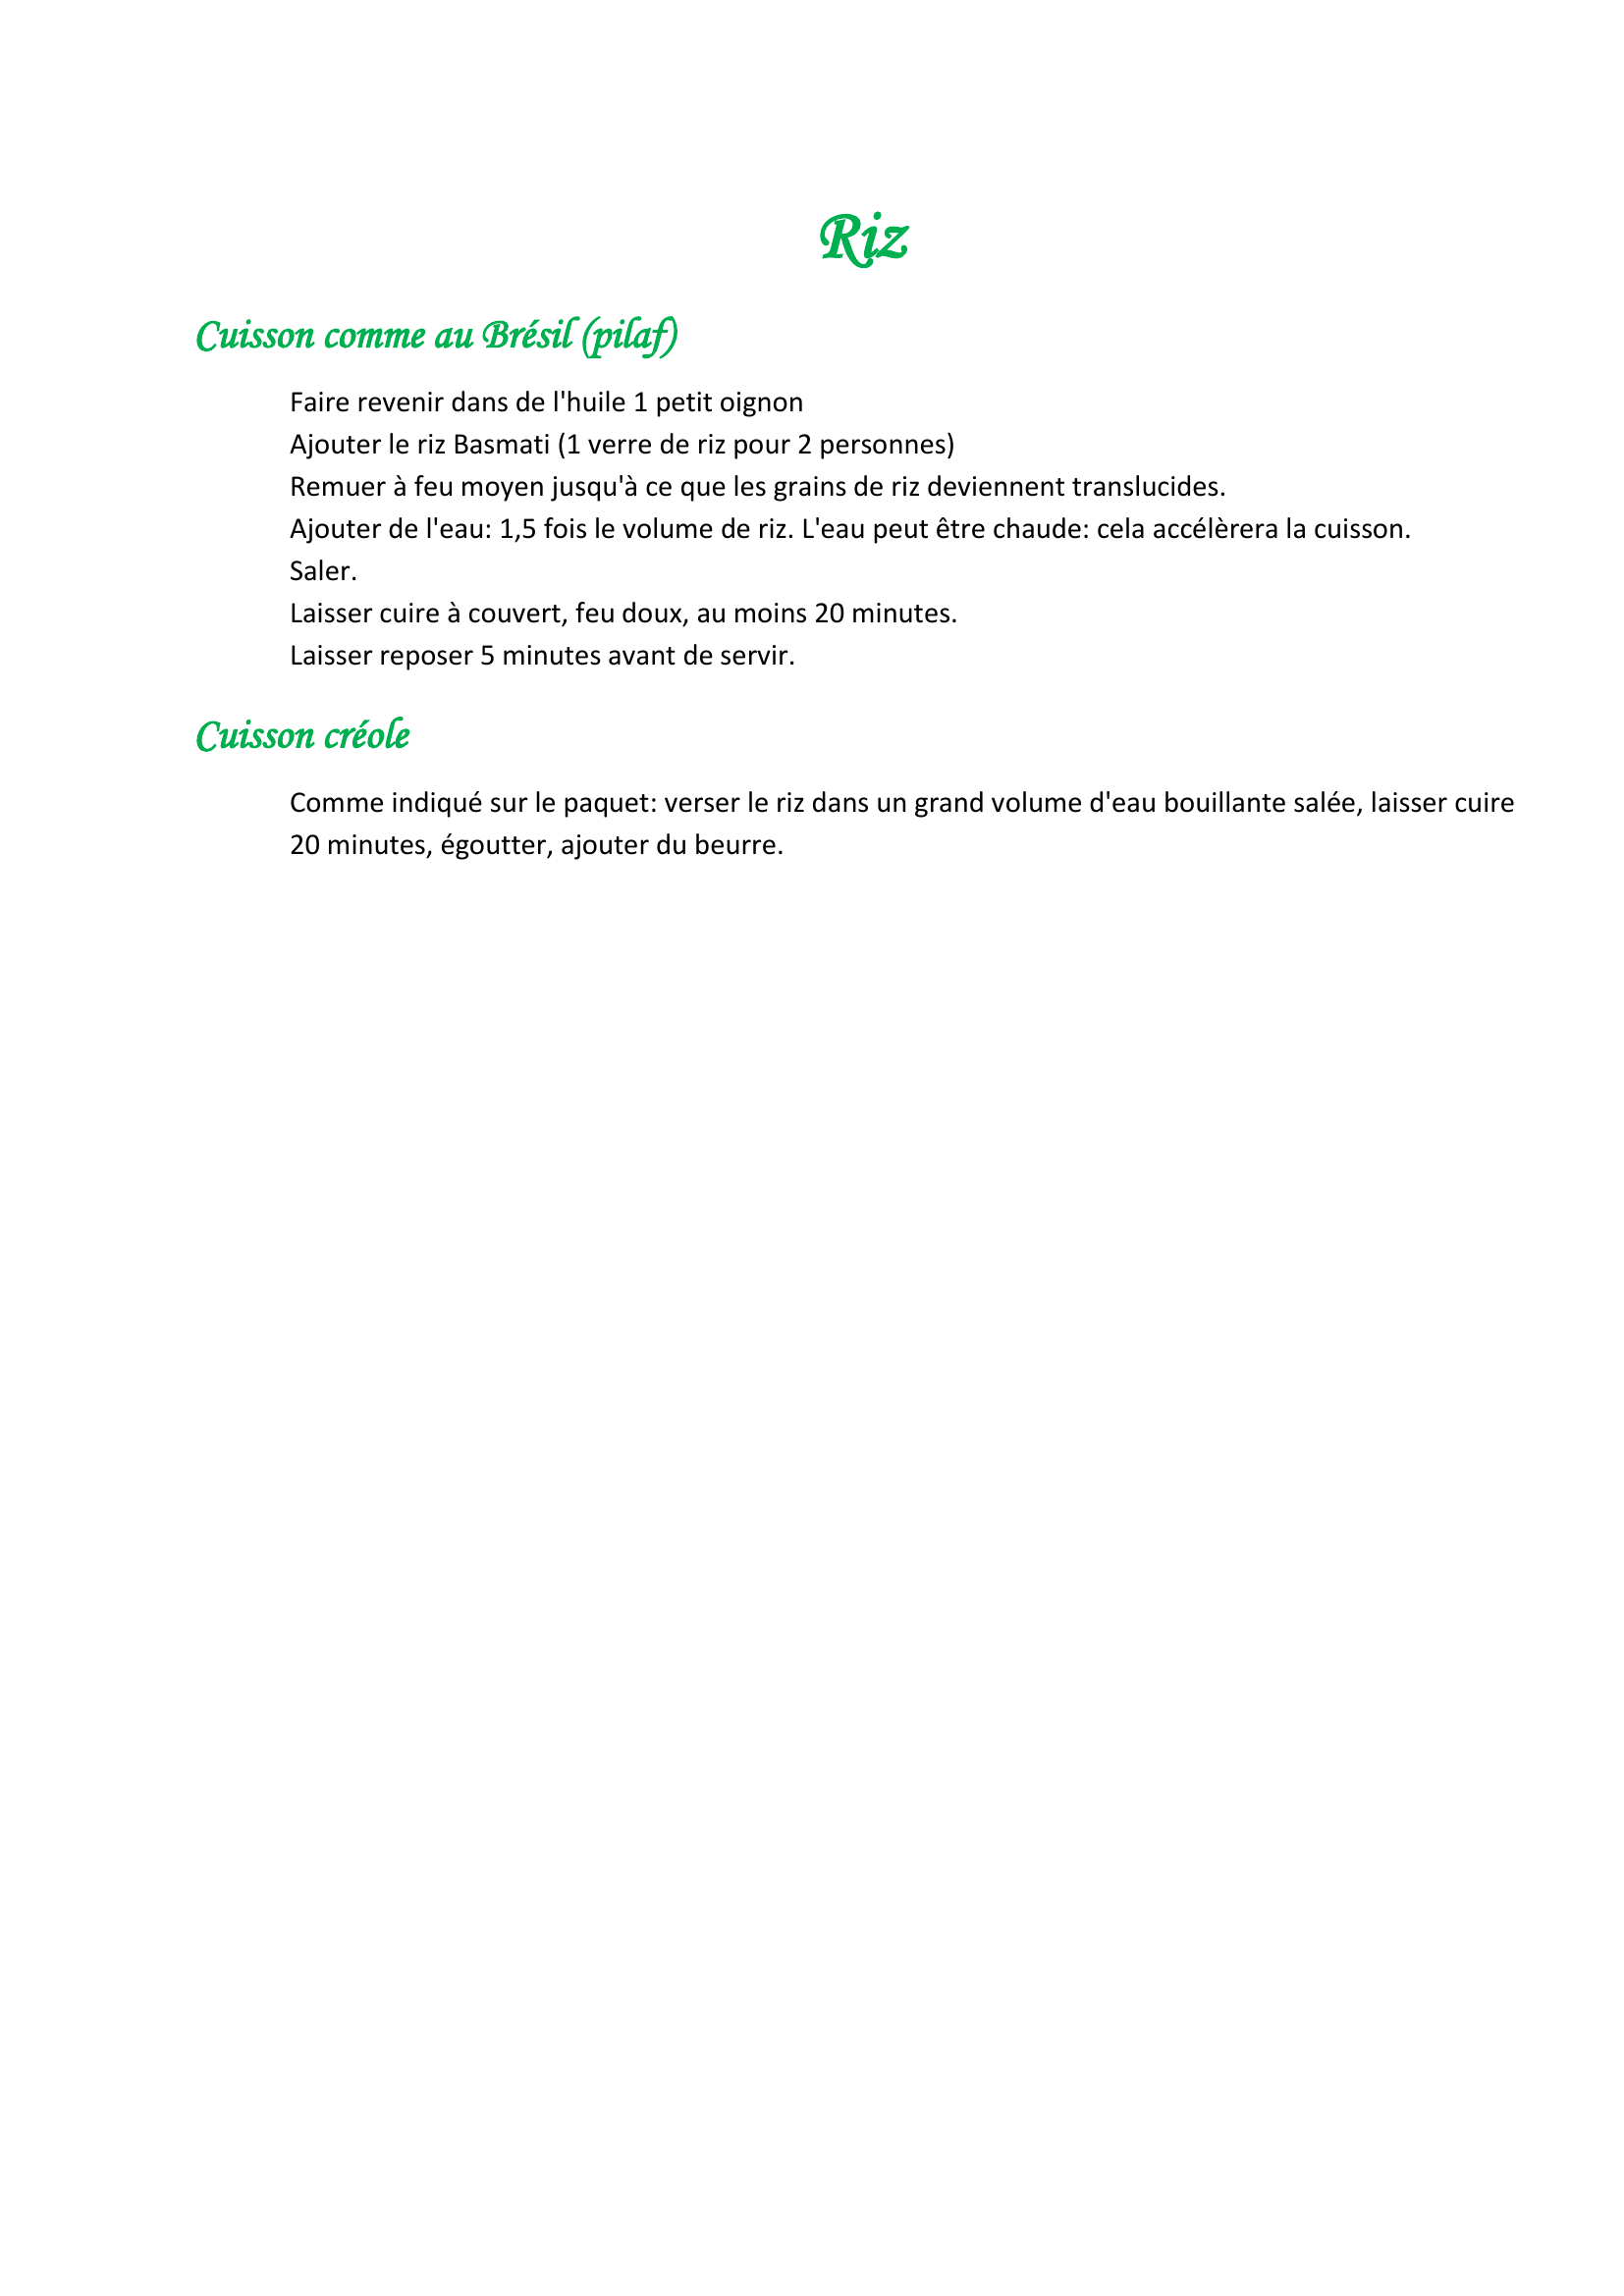 Riz
Cuisson comme au Brésil (pilaf)
Faire revenir dans de l'huile 1 petit oignon
Ajouter le riz Basmati (1 verre de riz pour 2 personnes)
Remuer à feu moyen jusqu'à ce que les grains de riz deviennent translucides.
Ajouter de l'eau: 1,5 fois le volume de riz. L'eau peut être chaude: cela accélèrera la cuisson.
Saler.
Laisser cuire à couvert, feu doux, au moins 20 minutes.
Laisser reposer 5 minutes avant de servir.
Cuisson créole
Comme indiqué sur le paquet: verser le riz dans un grand volume d'eau bouillante salée, laisser cuire
20 minutes, égoutter, ajouter du beurre.